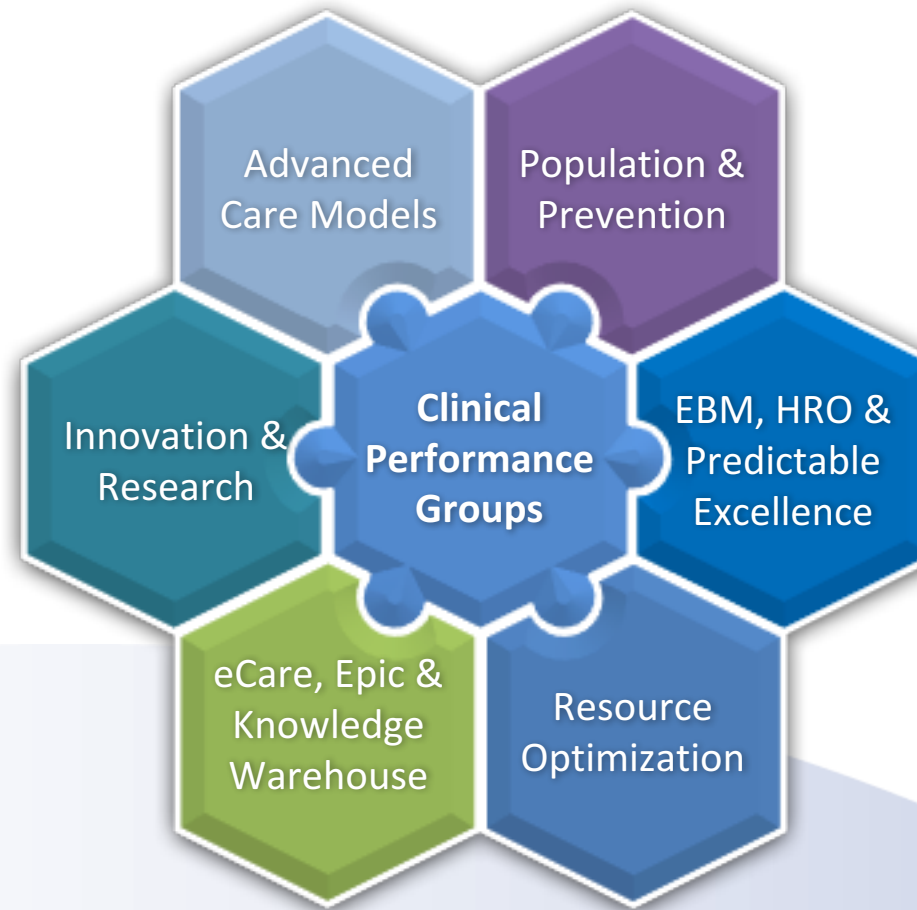 Advanced
Care Models
Population &
Prevention
Innovation &
Research
Clinical
Performance
Groups
EBM, HRO &
Predictable
Excellence
eCare, Epic &
Knowledge
Warehouse
Resource
Optimization